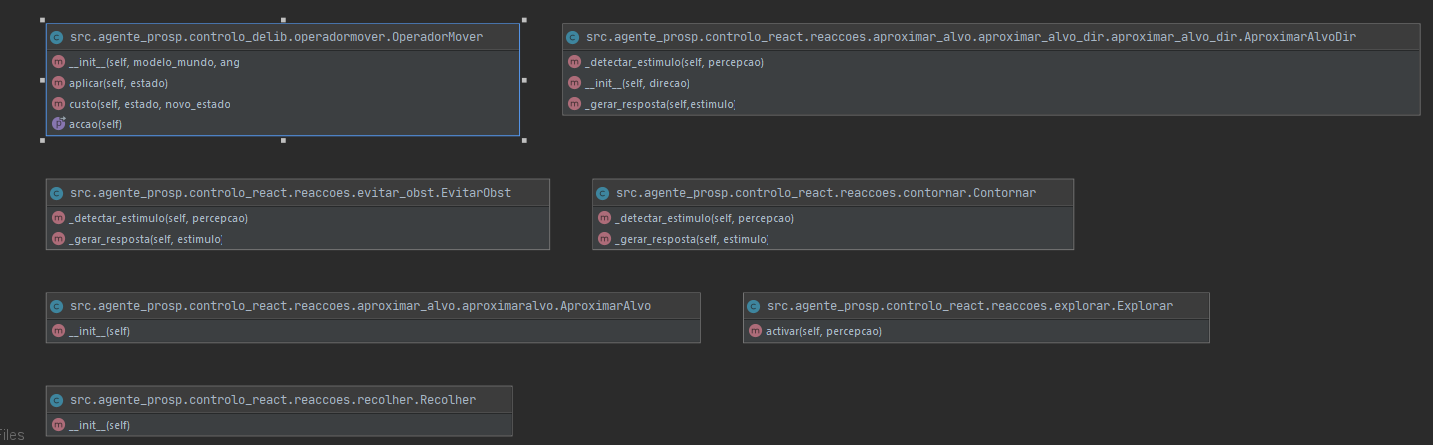 src.agente_prosp.controlo_delib.operadormover.OperadorMover
__init__(self, modelo_mundo, ang
aplicar(self, estado)
custo(self, estado, novo_estado
accao(self)
src.agente_prosp.controlo_react.reaccoes.aproximar_alvo.aproximar_alvo_dir.aproximar_alvo_dir.AproximarAlvoDir
_detectar_estimulo(self, percepcao)
__init__(self, direcao)
_gerar_resposta(self,estimulo)
src.agente_prosp.controlo_react.reaccoes.evitar_obst.EvitarObst
_detectar_estimulo(self, percepcao)
_gerar_resposta(self, estimulo)
src.agente_prosp.controlo_react.reaccoes.contornar.Contornar
_detectar_estimulo(self, percepcao)
_gerar_resposta(self, estimulo)
src.agente_prosp.controlo_react.reaccoes.aproximar_alvo.aproximaralvo.AproximarAlvo
__init__(self)
src.agente_prosp.controlo_react.reaccoes.explorar.Explorar
activar(self, percepcao)
src.agente_prosp.controlo_react.reaccoes.recolher.Recolher
__init__(self)
Files